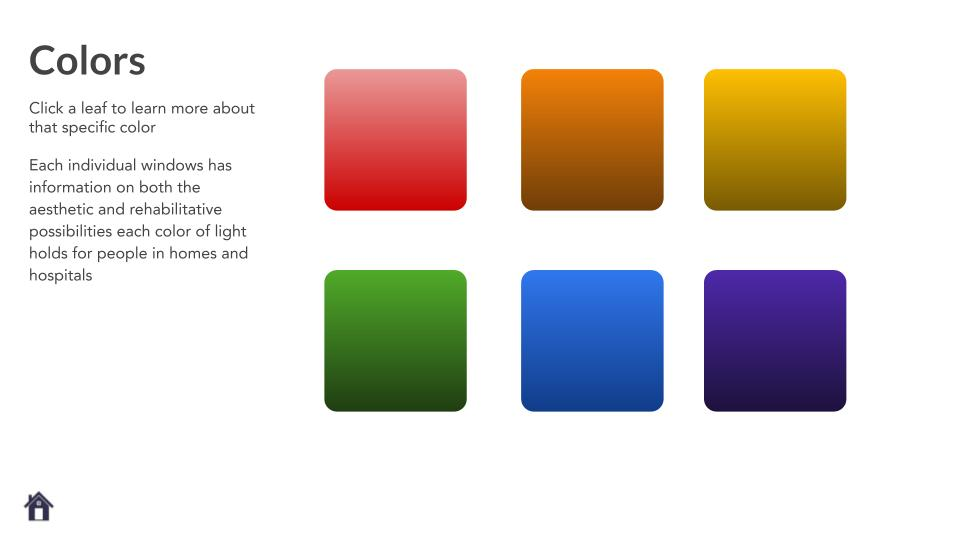 Colors
Click a leaf to learn more about
that specific color
Each individual windows has
information on both the
aesthetic and rehabilitative
possibilities each color of light
holds for people in homes and
hospitals